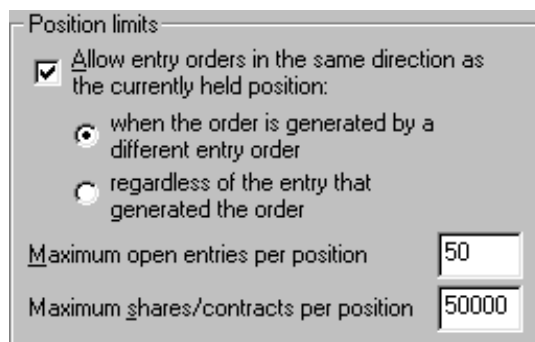 Position limits
Allow entry orders in the same direction as
the currently held position:
when the order is generated by a
different entry order
regardless of the entry that
generated the order
Maximum open entries per position 50
Maximum shares/contracts per position 50000